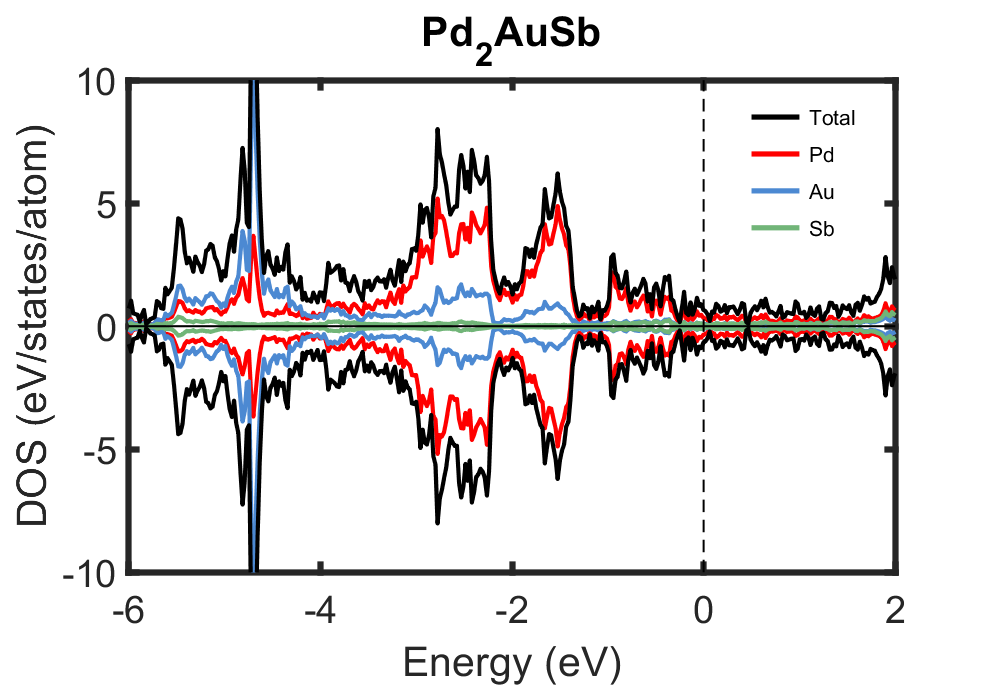 Pd₂AuSb
DOS (eV/states/atom)
10
5
0
-5
-10
Total
Pd
Au
Sb
-6 -4 -2 0 2
Energy (eV)